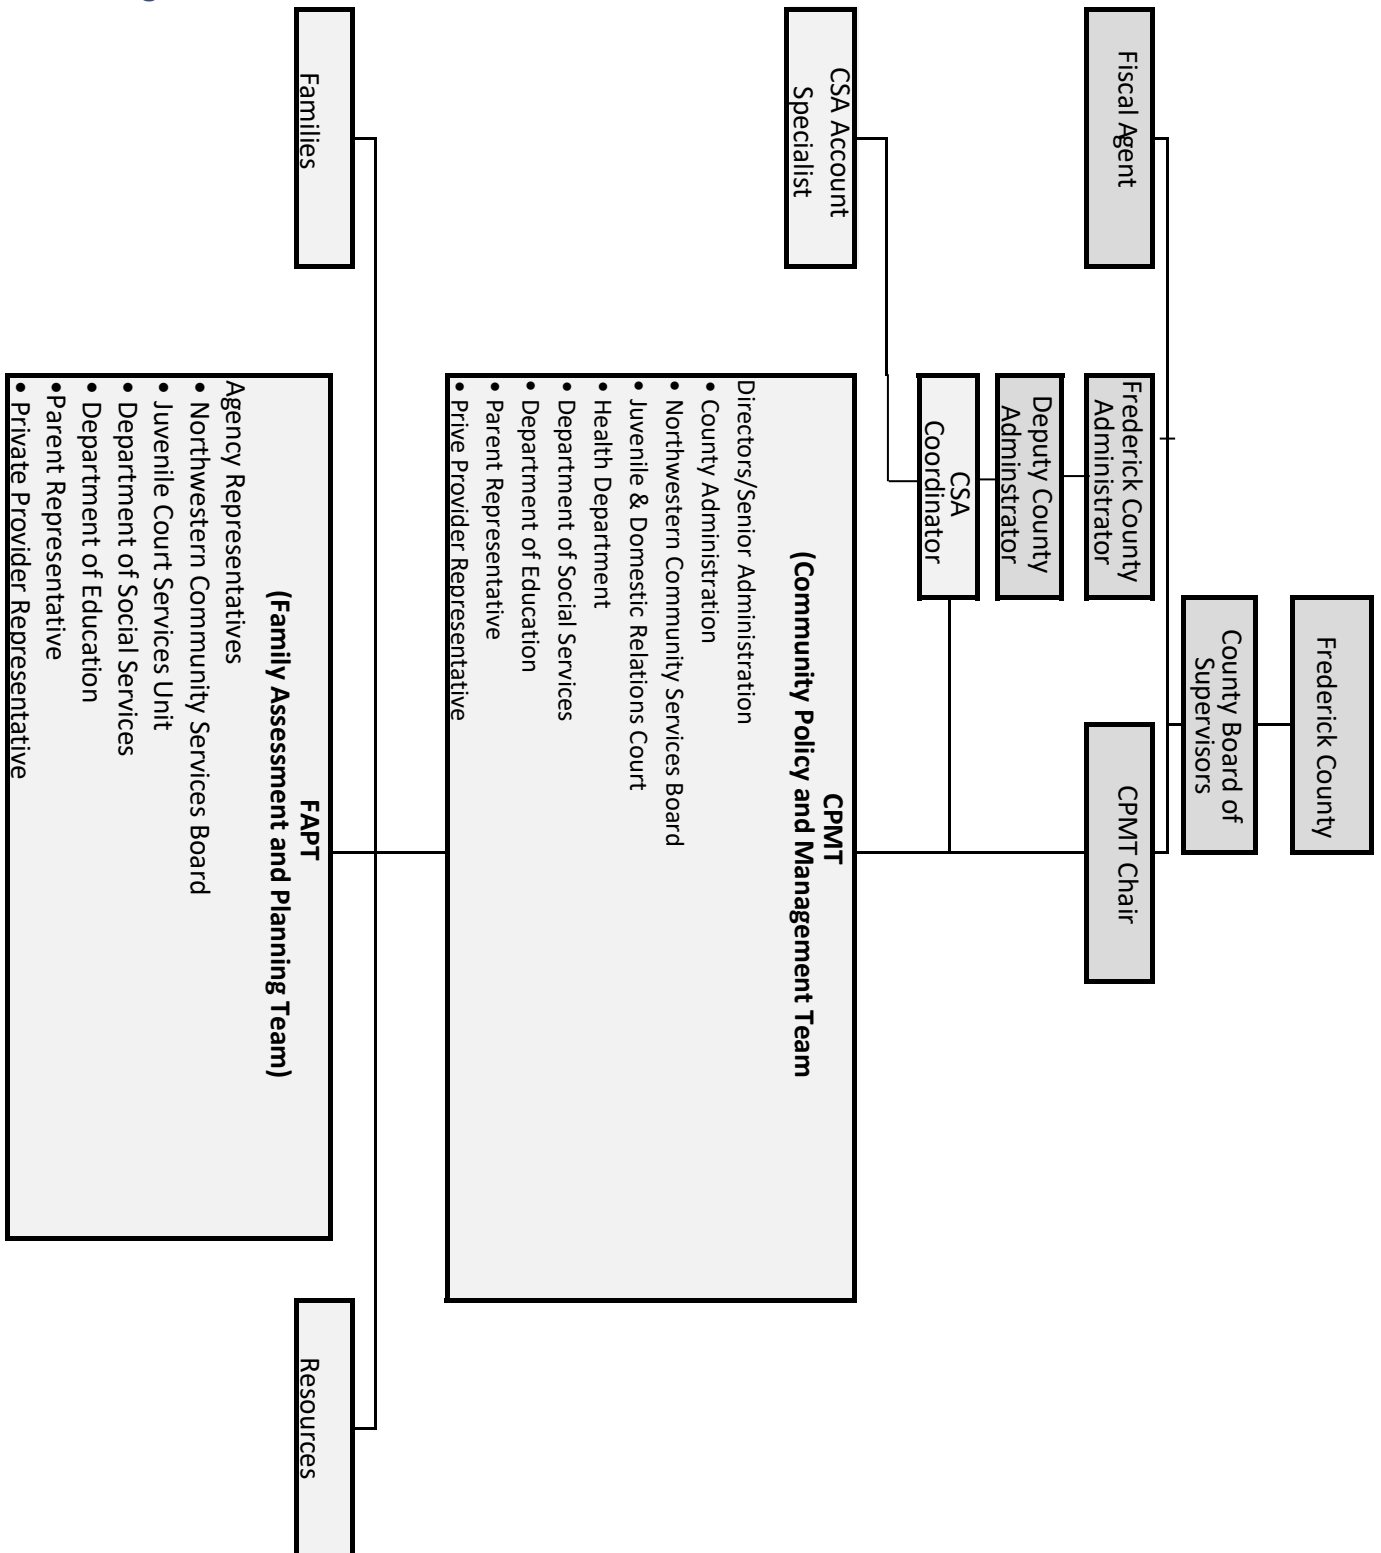 Frederick County
County Board of
Supervisors
Fiscal Agent
Frederick County
Administrator
CPMT Chair
Deputy County
Adminstrator
CSA
Coordinator
CSA Account
Specialist
CPMT
(Community Policy and Management Team
Directors/Senior Administration
• County Administration
• Northwestern Community Services Board
• Juvenile & Domestic Relations Court
• Health Department
• Department of Social Services
• Department of Education
• Parent Representative
• Prive Provider Representative
Families
Resources
FAPT
(Family Assessment and Planning Team)
Agency Representatives
• Northwestern Community Services Board
• Juvenile Court Services Unit
• Department of Social Services
• Department of Education
• Parent Representative
• Private Provider Representative